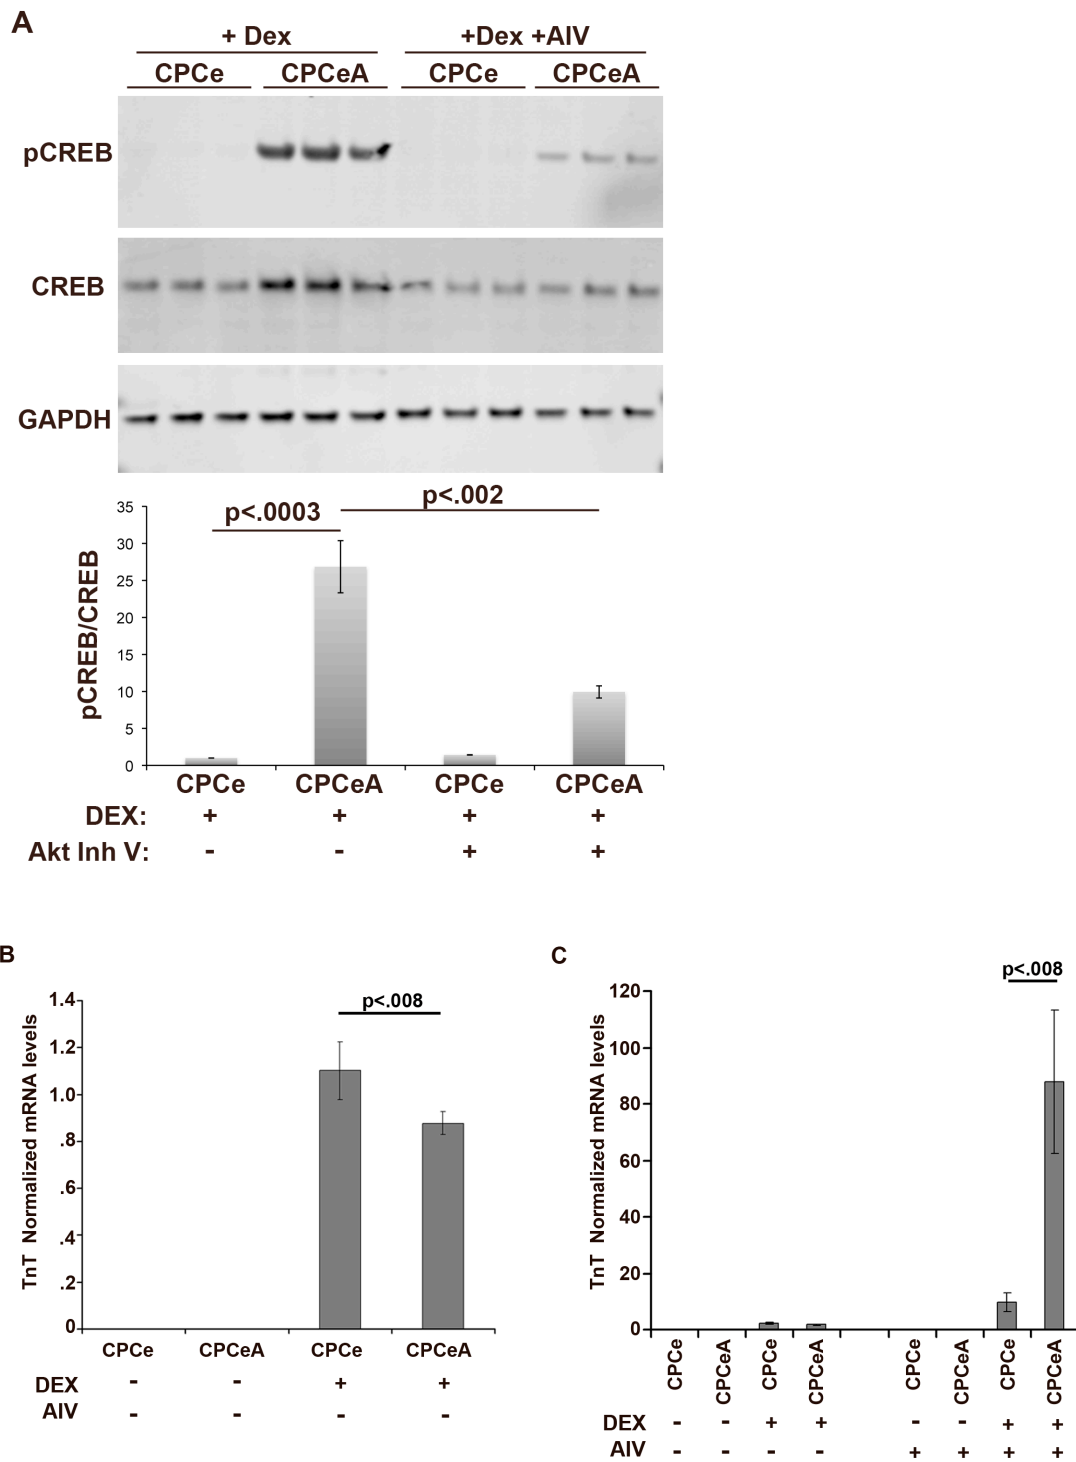 A
+ Dex +Dex +AIV
CPCe CPCeA CPCe CPCeA
pCREB
CREB
GAPDH
p<.0003 p<.002
pCREB/CREB
35
30
25
20
15
10
5
0
CPCe CPCeA CPCe CPCeA
DEX: + + + +
Akt Inh V: - - + +
B
p<.008
TnT Normalized mRNA levels
1.4
1.2
1.0
.8
.6
.4
.2
0
CPCe CPCeA CPCe CPCeA
DEX - - + +
AIV - - - -
C
p<.008
TnT Normalized mRNA levels
120
100
80
60
40
20
0
CPCe CPCeA CPCe CPCeA CPCe CPCeA CPCe CPCeA
DEX - - + + - - + +
AIV - - - - + + + +